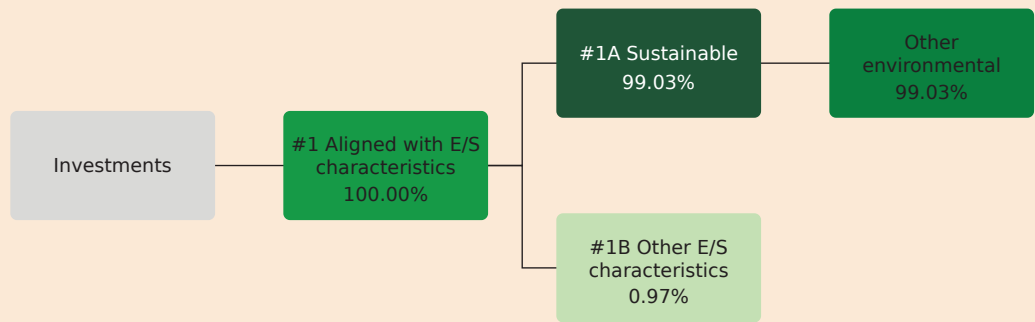 Investments
#1 Aligned with E/S
characteristics
100.00%
#1A Sustainable
99.03%
Other
environmental
99.03%
#1B Other E/S
characteristics
0.97%